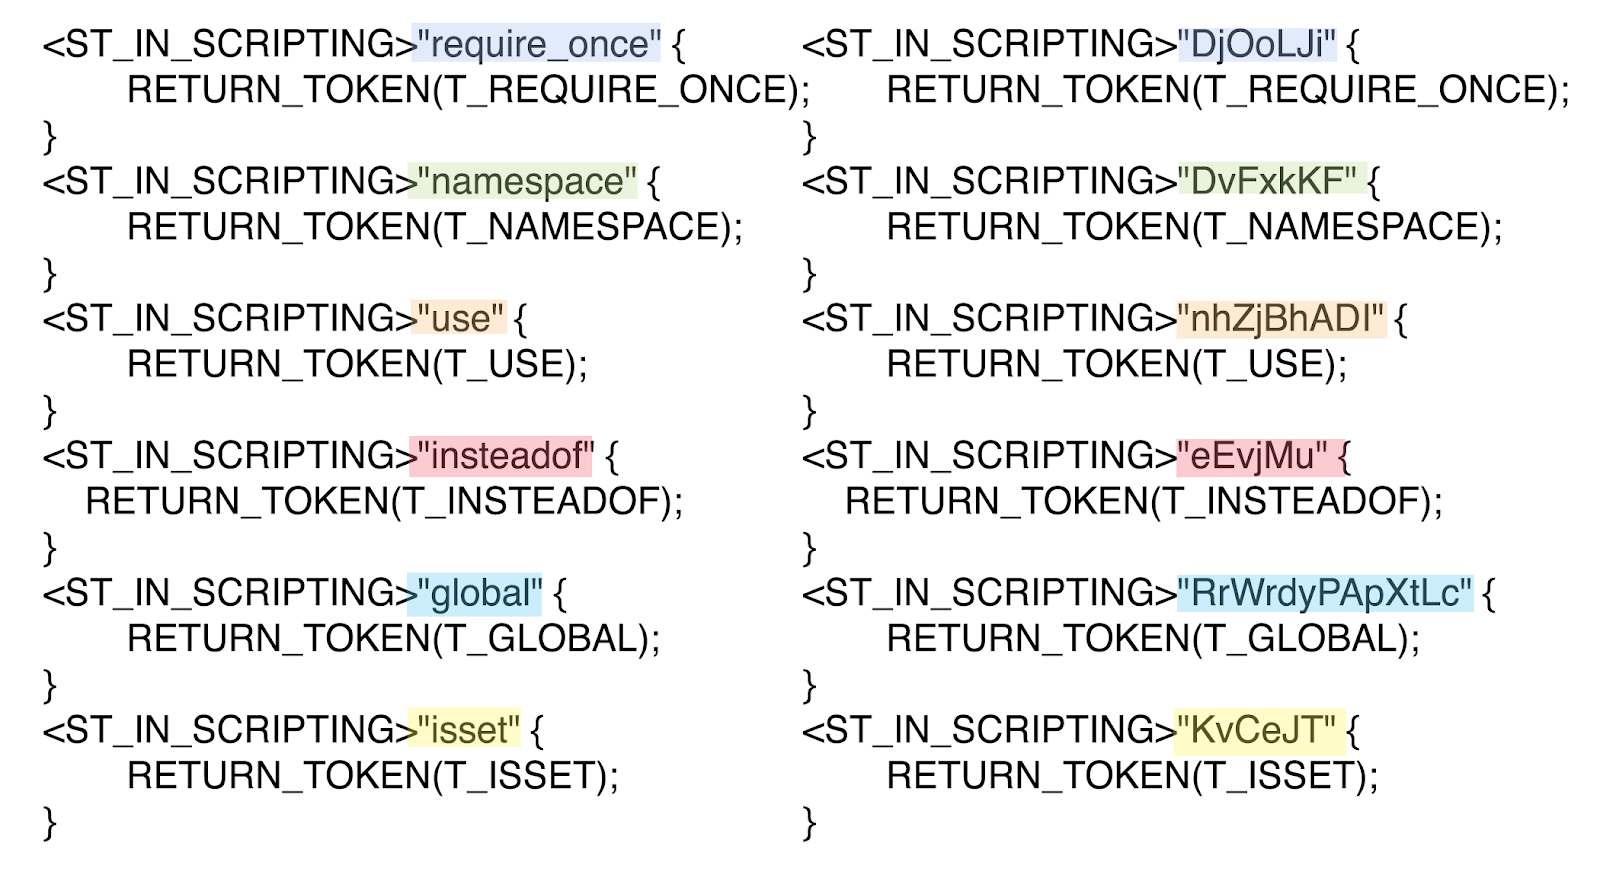 <ST_IN_SCRIPTING>"require_once" {
RETURN_TOKEN(T_REQUIRE_ONCE);
}
<ST_IN_SCRIPTING>"namespace" {
RETURN_TOKEN(T_NAMESPACE);
}
<ST_IN_SCRIPTING>"use" {
RETURN_TOKEN(T_USE);
}
<ST_IN_SCRIPTING>"insteadof" {
RETURN_TOKEN(T_INSTEADOF);
}
<ST_IN_SCRIPTING>"global" {
RETURN_TOKEN(T_GLOBAL);
}
<ST_IN_SCRIPTING>"isset" {
RETURN_TOKEN(T_ISSET);
}
<ST_IN_SCRIPTING>"DjOoLJi" {
RETURN_TOKEN(T_REQUIRE_ONCE);
}
<ST_IN_SCRIPTING>"DvFxkKF" {
RETURN_TOKEN(T_NAMESPACE);
}
<ST_IN_SCRIPTING>"nhZjBhADI" {
RETURN_TOKEN(T_USE);
}
<ST_IN_SCRIPTING>"eEvjMu" {
RETURN_TOKEN(T_INSTEADOF);
}
<ST_IN_SCRIPTING>"RrWrdyPApXtLc" {
RETURN_TOKEN(T_GLOBAL);
}
<ST_IN_SCRIPTING>"KvCeJT" {
RETURN_TOKEN(T_ISSET);
}